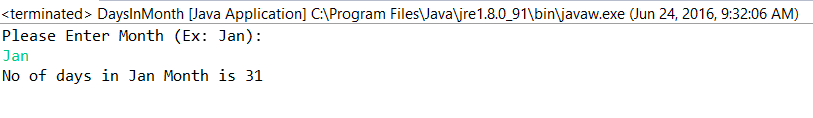 <terminated> DaysInMonth [Java Application] C:\Program Files\Java\jre1.8.0_91\bin\javaw.exe (Jun 24, 2016, 9:32:06 AM)
Please Enter Month (Ex: Jan):
Jan
No of days in Jan Month is 31